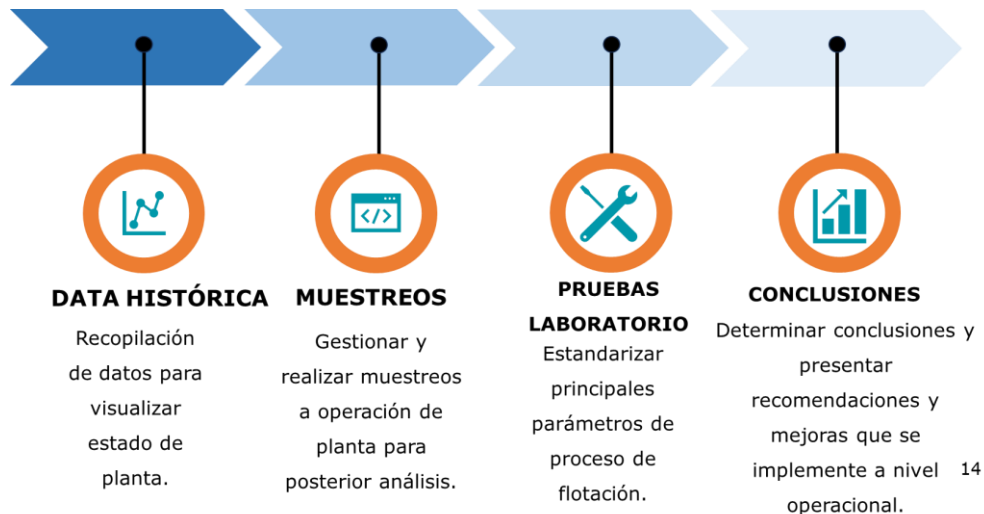 </>
DATA HISTÓRICA
Recopilación
de datos para
visualizar
estado de
planta.
MUESTREOS
Gestionar y
realizar muestreos
a operación de
planta para
posterior análisis.
PRUEBAS
LABORATORIO
Estandarizar
principales
parámetros de
proceso de
flotación.
CONCLUSIONES
Determinar conclusiones y
presentar
recomendaciones y
mejoras que se
implemente a nivel
operacional.
14